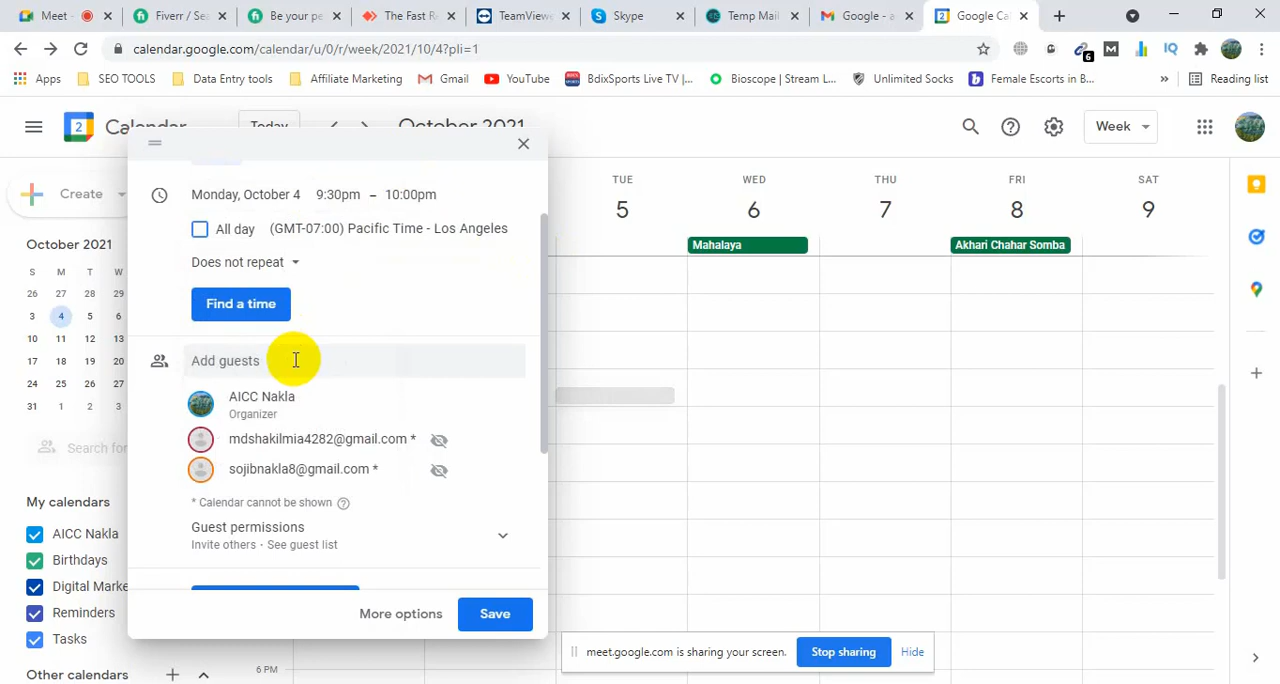 Meet -
Fiverr / Sea
Be your pe
The Fast Ra
TeamViewe
Skype
Temp Mail
Google - a
Google Ca
calendar.google.com/calendar/u/0/r/week/2021/10/4?pli=1
6
Apps
SEO TOOLS
Data Entry tools
Affiliate Marketing
Gmail
YouTube
BdixSports Live TV |...
Bioscope | Stream L...
Unlimited Socks
Female Escorts in B...
Reading list
Calendar
Today
October 2021
Week
Create
Monday, October 4 9:30pm – 10:00pm
All day (GMT-07:00) Pacific Time - Los Angeles
Does not repeat
Find a time
Add guests
AICC Nakla
Organizer
mdshakilmia4282@gmail.com *
sojibnakla8@gmail.com *
* Calendar cannot be shown
Guest permissions
Invite others · See guest list
More options
Save
TUE
5
WED
6
THU
7
FRI
8
SAT
9
Mahalaya
Akhari Chahar Somba
October 2021
S M T W
26 27 28 29
3 4 5 6
10 11 12 13
17 18 19 20
24 25 26 27
31 1 2 3
Search for
My calendars
AICC Nakla
Birthdays
Digital Marke
Reminders
Tasks
Other calendars
6 PM
meet.google.com is sharing your screen.
Stop sharing
Hide